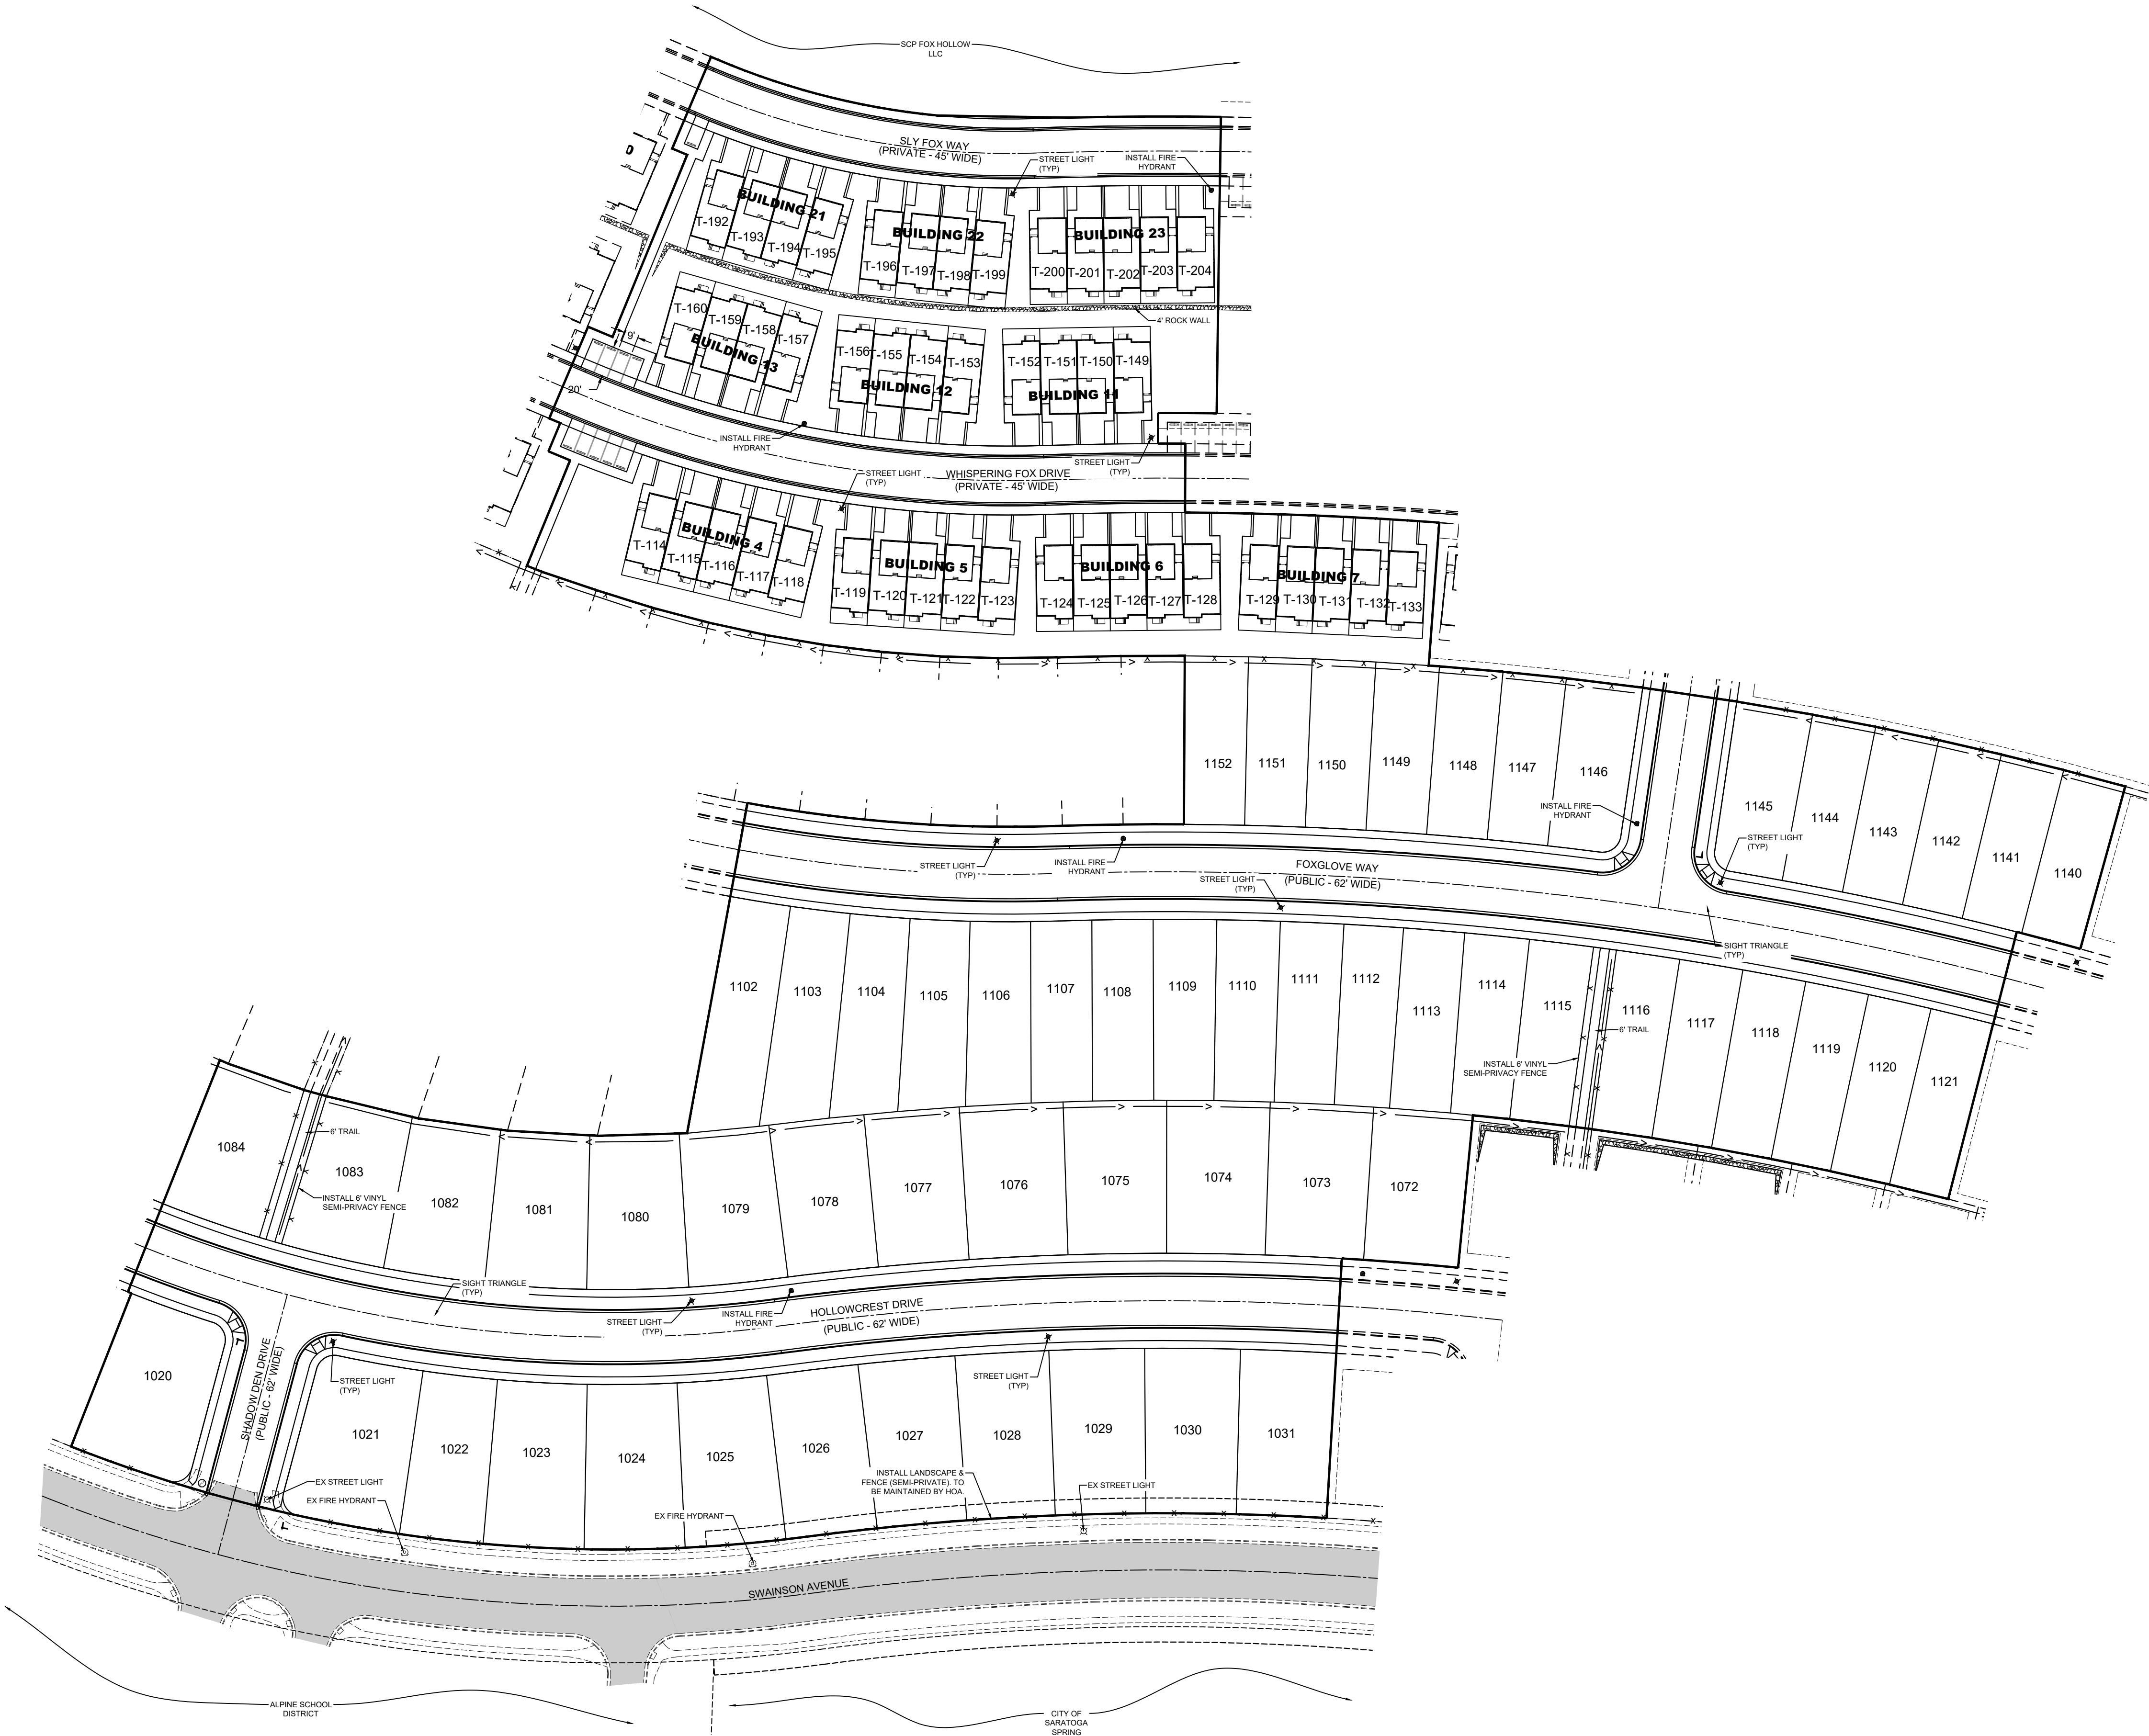 SCP FOX HOLLOW
LLC
SLY FOX WAY
(PRIVATE - 45' WIDE)
STREET LIGHT
(TYP)
INSTALL FIRE
HYDRANT
BUILDING 21
T-192
T-193
T-194
T-195
BUILDING 22
T-196
T-197
T-198
T-199
BUILDING 23
T-200
T-201
T-202
T-203
T-204
4' ROCK WALL
T-160
T-159
T-158
T-157
BUILDING 13
T-156
T-155
T-154
T-153
BUILDING 12
T-152
T-151
T-150
T-149
BUILDING 11
9'
20'
INSTALL FIRE
HYDRANT
STREET LIGHT
(TYP)
WHISPERING FOX DRIVE
(PRIVATE - 45' WIDE)
STREET LIGHT
(TYP)
BUILDING 4
T-114
T-115
T-116
T-117
T-118
BUILDING 5
T-119
T-120
T-121
T-122
T-123
BUILDING 6
T-124
T-125
T-126
T-127
T-128
BUILDING 7
T-129
T-130
T-131
T-132
T-133
1152
1151
1150
1149
1148
1147
1146
INSTALL FIRE
HYDRANT
1145
1144
1143
1142
1141
1140
STREET LIGHT
(TYP)
STREET LIGHT
(TYP)
INSTALL FIRE
HYDRANT
FOXGLOVE WAY
(PUBLIC - 62' WIDE)
STREET LIGHT
(TYP)
SIGHT TRIANGLE
(TYP)
1102
1103
1104
1105
1106
1107
1108
1109
1110
1111
1112
1113
1114
1115
1116
1117
1118
1119
1120
1121
6' TRAIL
INSTALL 6' VINYL
SEMI-PRIVACY FENCE
1084
6' TRAIL
1083
INSTALL 6' VINYL
SEMI-PRIVACY FENCE
1082
1081
1080
1079
1078
1077
1076
1075
1074
1073
1072
SIGHT TRIANGLE
(TYP)
STREET LIGHT
(TYP)
INSTALL FIRE
HYDRANT
HOLLOWCREST DRIVE
(PUBLIC - 62' WIDE)
1020
SHADOW DEN DRIVE
(PUBLIC - 62' WIDE)
STREET LIGHT
(TYP)
STREET LIGHT
(TYP)
1021
1022
1023
1024
1025
1026
1027
1028
1029
1030
1031
EX STREET LIGHT
EX FIRE HYDRANT
INSTALL LANDSCAPE &
FENCE (SEMI-PRIVATE). TO
BE MAINTAINED BY HOA.
EX STREET LIGHT
EX FIRE HYDRANT
SWAINSON AVENUE
ALPINE SCHOOL
DISTRICT
CITY OF
SARATOGA
SPRING